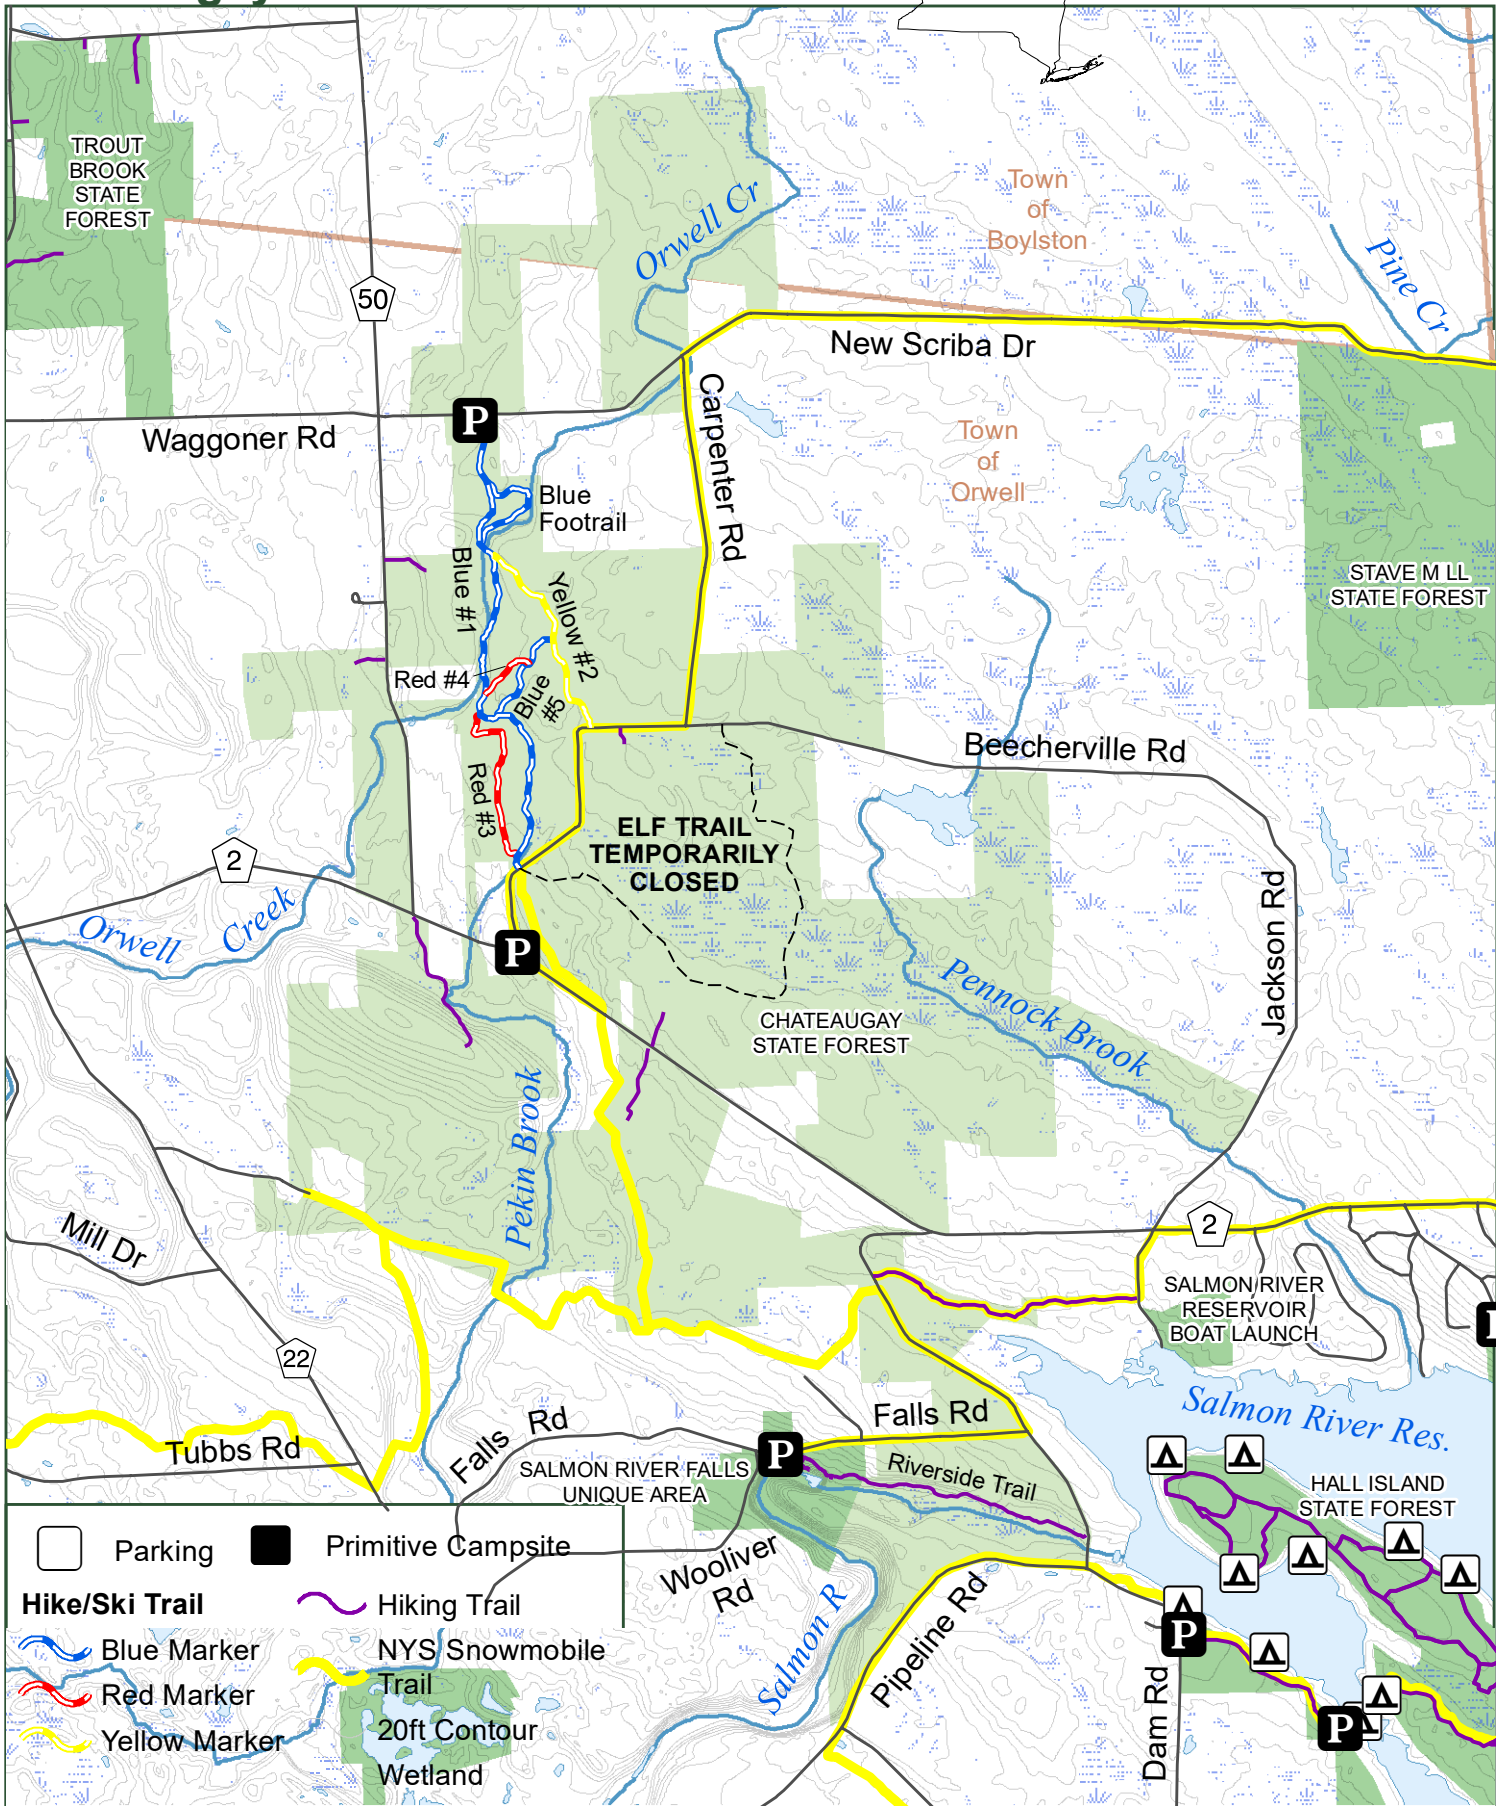 TROUT
BROOK
STATE
FOREST
50
Orwell Cr
Town
of
Boylston
Pine Cr
New Scriba Dr
Waggoner Rd
P
Carpenter Rd
Town
of
Orwell
Blue
Footrail
Blue #1
Yellow #2
STAVE M LL
STATE FOREST
Red #4
Blue
#5
Beecherville Rd
Red #3
ELF TRAIL
TEMPORARILY
CLOSED
2
Orwell Creek
P
Jackson Rd
Pennock Brook
CHATEAUGAY
STATE FOREST
Pekin Brook
Mill Dr
2
SALMON RIVER
RESERVOIR
BOAT LAUNCH
22
Salmon River Res.
Falls Rd
Falls Rd
Tubbs Rd
P
SALMON RIVER FALLS
UNIQUE AREA
Riverside Trail
HALL ISLAND
STATE FOREST
Wooliver
Rd
Salmon R
Pipeline Rd
P
Dam Rd
P
Parking
Primitive Campsite
Hike/Ski Trail
Hiking Trail
Blue Marker
NYS Snowmobile
Trail
Red Marker
20ft Contour
Yellow Marker
Wetland